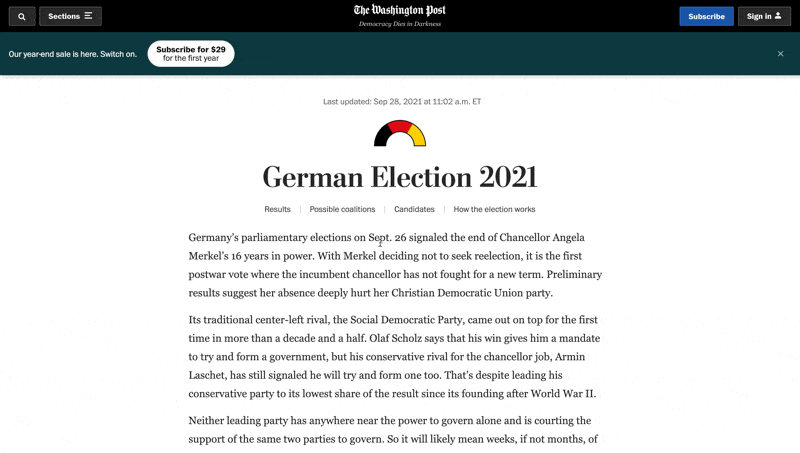 Sections
The Washington Post
Democracy Dies in Darkness
Subscribe
Sign in
Our year-end sale is here. Switch on.
Subscribe for $29
for the first year
Last updated: Sep 28, 2021 at 11:02 a.m. ET
German Election 2021
Results
Possible coalitions
Candidates
How the election works
Germany’s parliamentary elections on Sept. 26 signaled the end of Chancellor Angela
Merkel’s 16 years in power. With Merkel deciding not to seek reelection, it is the first
postwar vote where the incumbent chancellor has not fought for a new term. Preliminary
results suggest her absence deeply hurt her Christian Democratic Union party.
Its traditional center-left rival, the Social Democratic Party, came out on top for the first
time in more than a decade and a half. Olaf Scholz says that his win gives him a mandate
to try and form a government, but his conservative rival for the chancellor job, Armin
Laschet, has still signaled he will try and form one too. That’s despite leading his
conservative party to its lowest share of the result since its founding after World War II.
Neither leading party has anywhere near the power to govern alone and is courting the
support of the same two parties to govern. So it will likely mean weeks, if not months, of